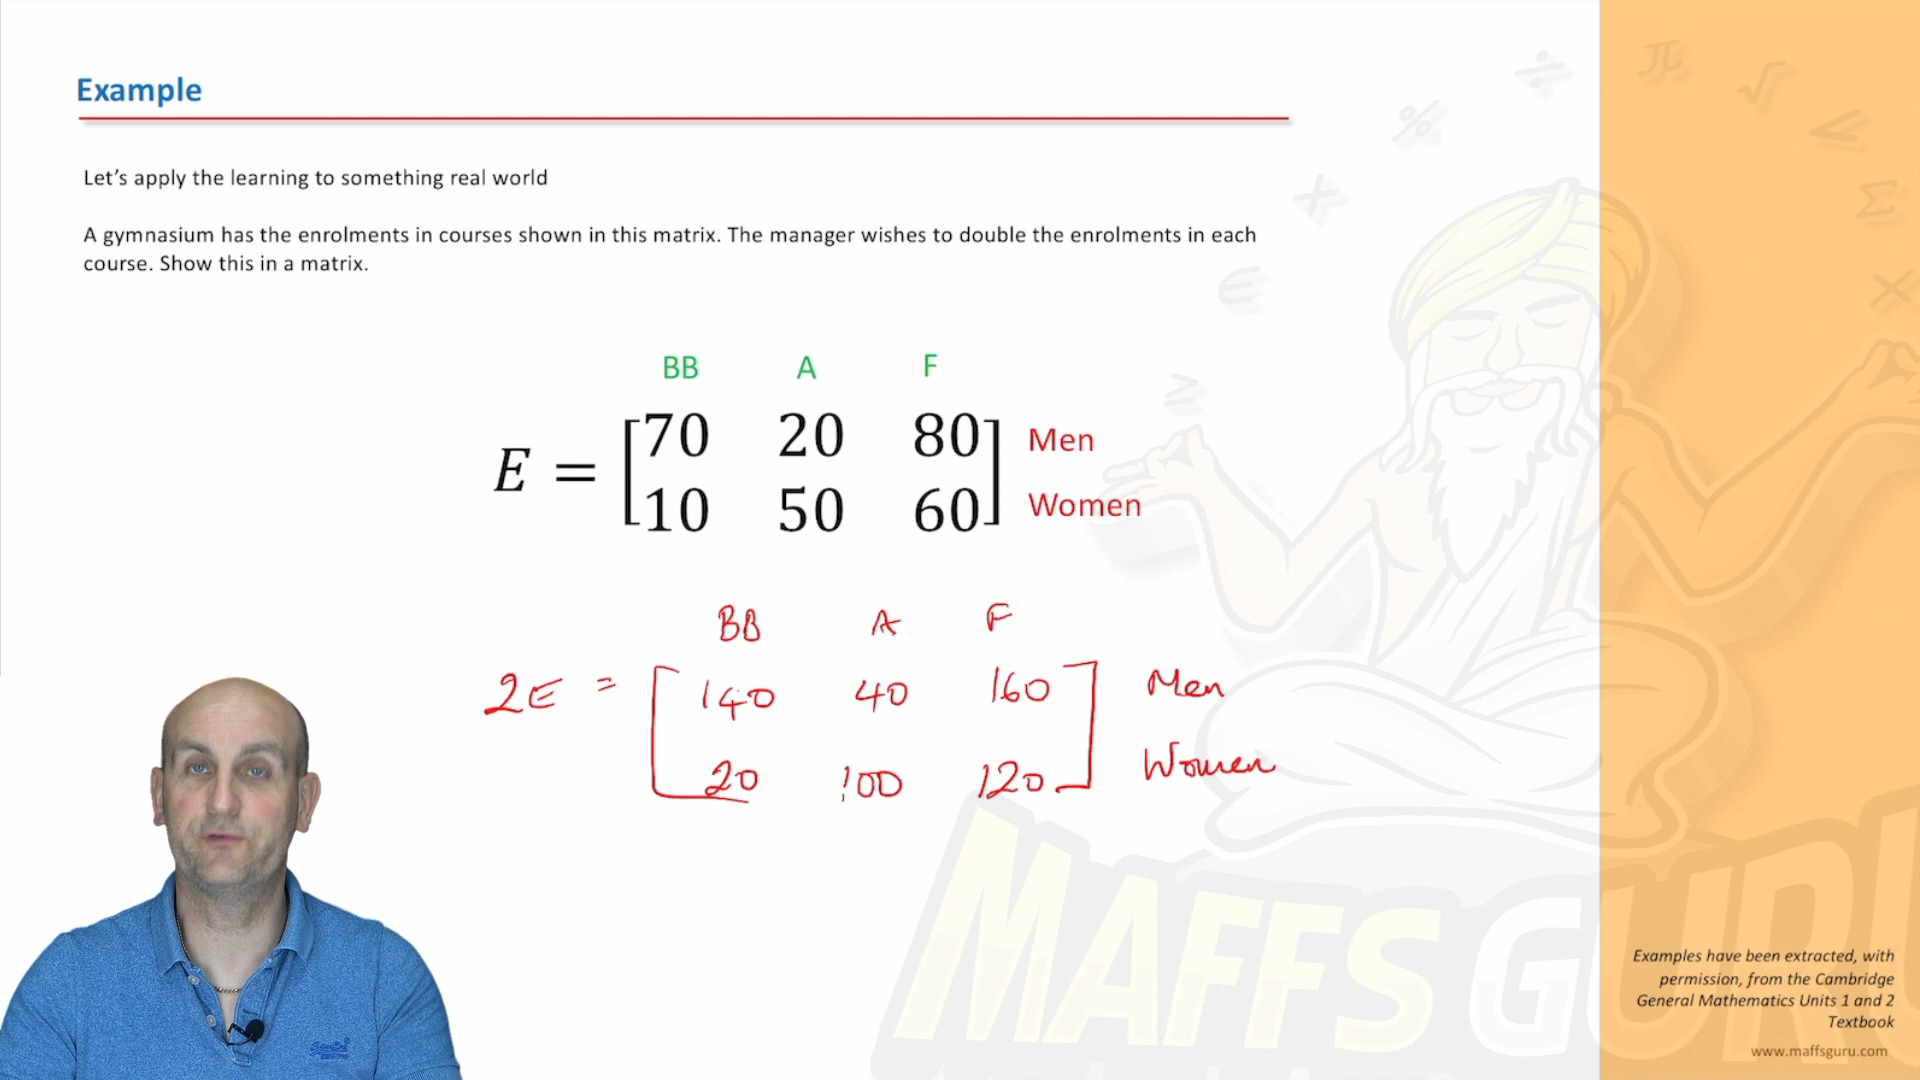 Example
Let’s apply the learning to something real world
A gymnasium has the enrolments in courses shown in this matrix. The manager wishes to double the enrolments in each
course. Show this in a matrix.
BB A F
E = [70 20 80] Men
[10 50 60] Women
BB A F
2E = [140 40 160] Men
[20 100 120] Women
MAFFS GURU
Examples have been extracted, with
permission, from the Cambridge
General Mathematics Units 1 and 2
Textbook
www.maffsguru.com